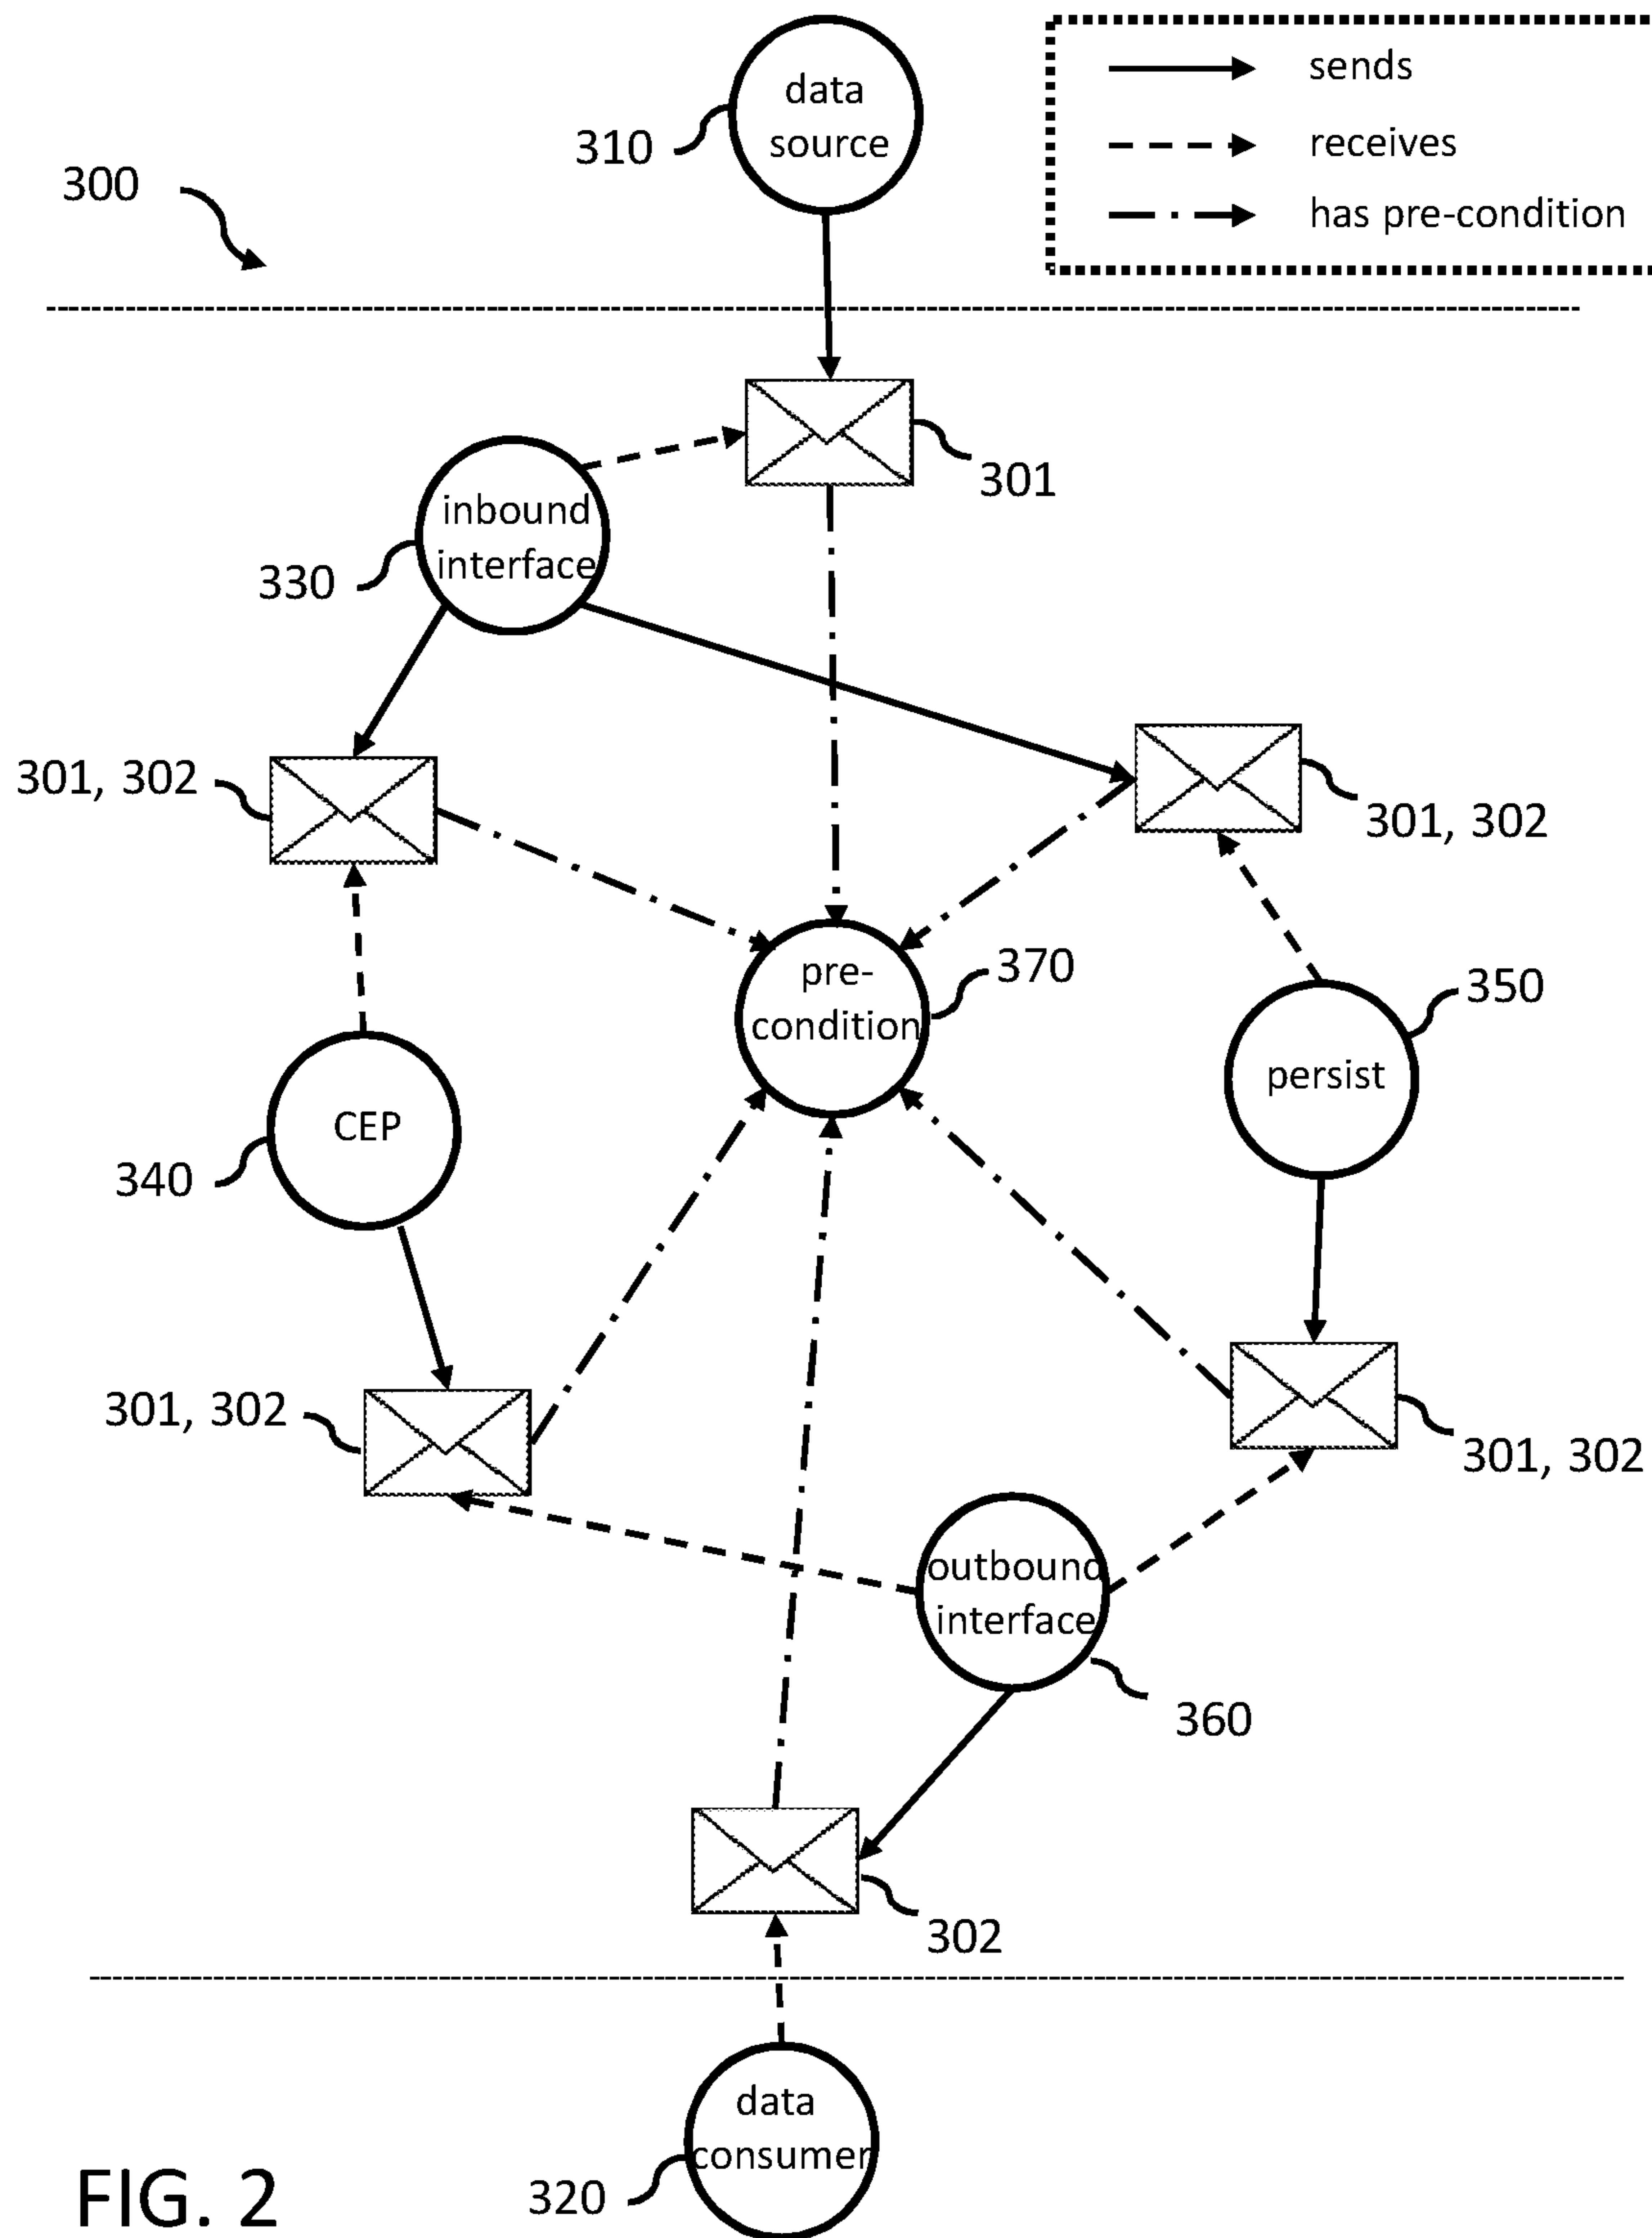 data
source
310
sends
receives
has pre-condition
300
301
inbound
interface
330
301, 302
301, 302
pre-
condition
370
350
persist
CEP
340
301, 302
301, 302
outbound
interface
360
302
data
consumer
320
FIG. 2